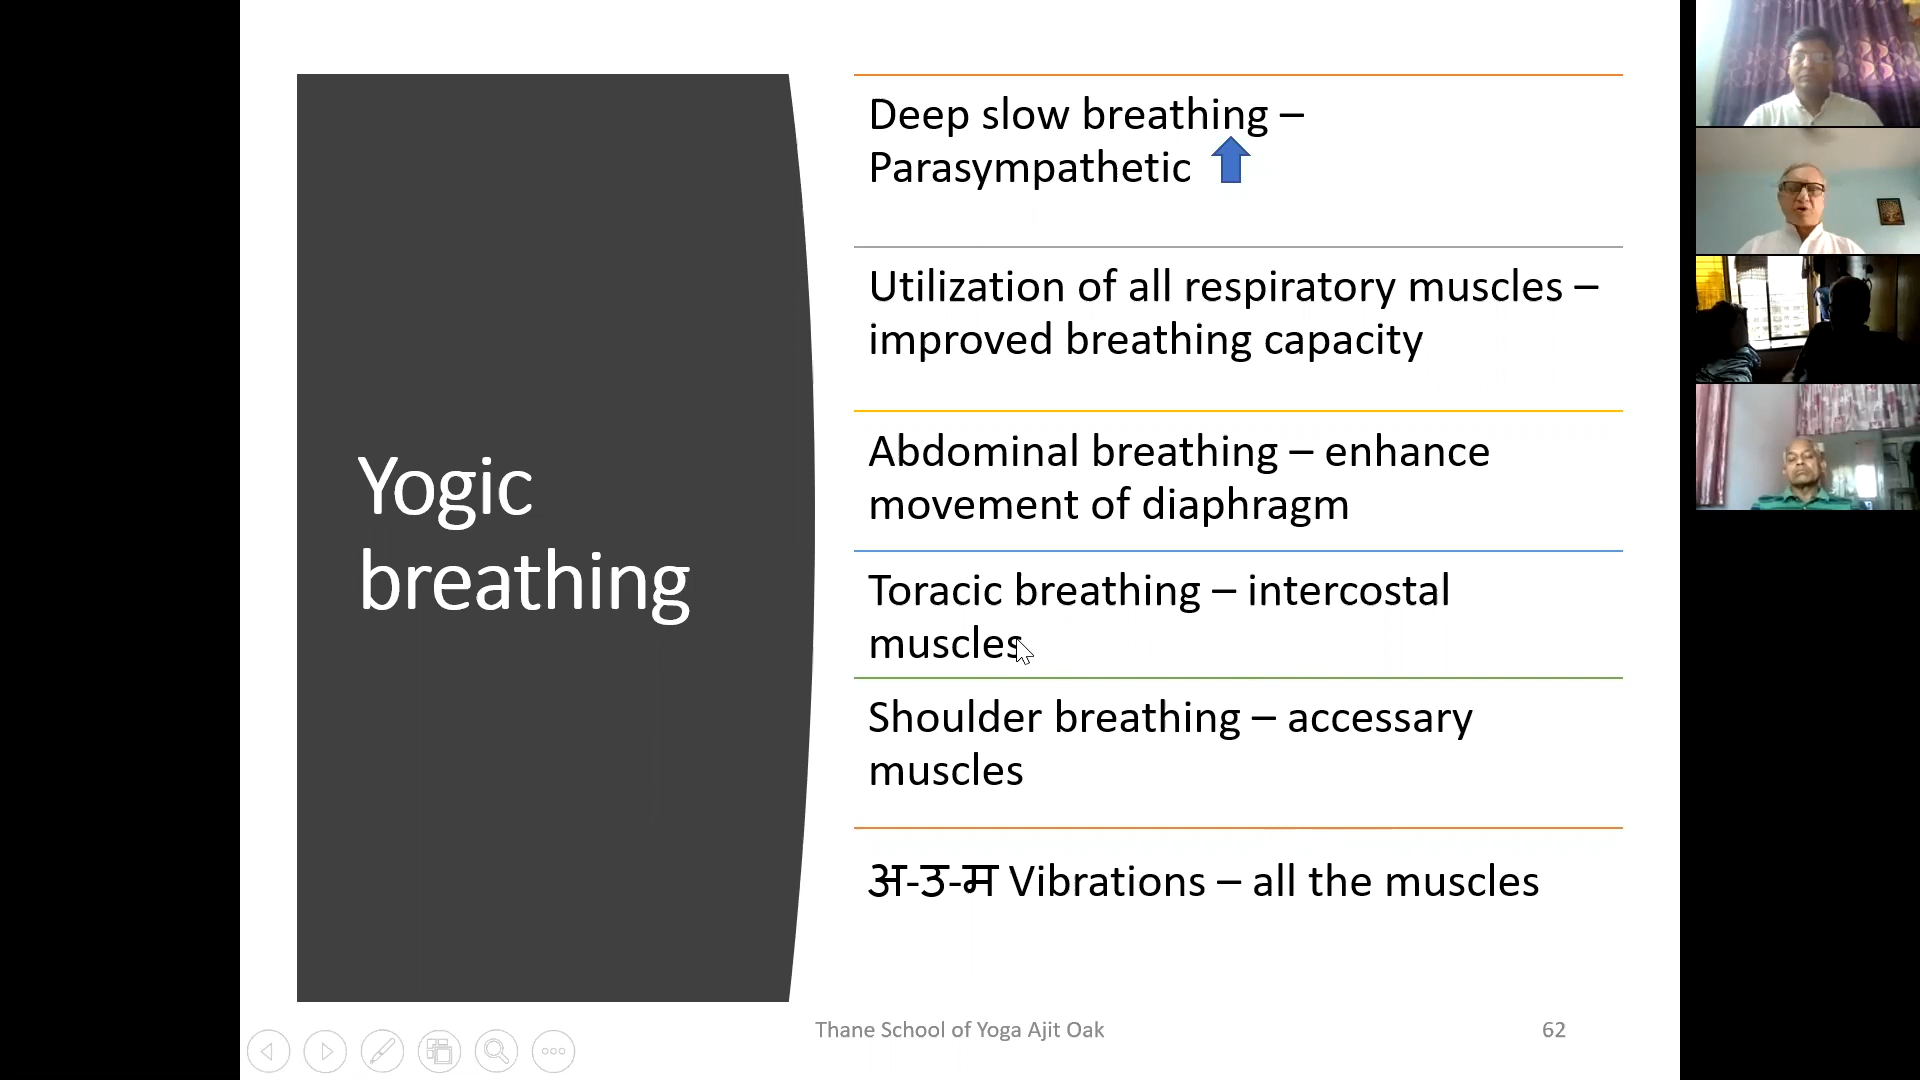 Yogic
breathing
Deep slow breathing –
Parasympathetic
Utilization of all respiratory muscles –
improved breathing capacity
Abdominal breathing – enhance
movement of diaphragm
Toracic breathing – intercostal
muscles
Shoulder breathing – accessary
muscles
अ-उ-म Vibrations – all the muscles
Thane School of Yoga Ajit Oak
62